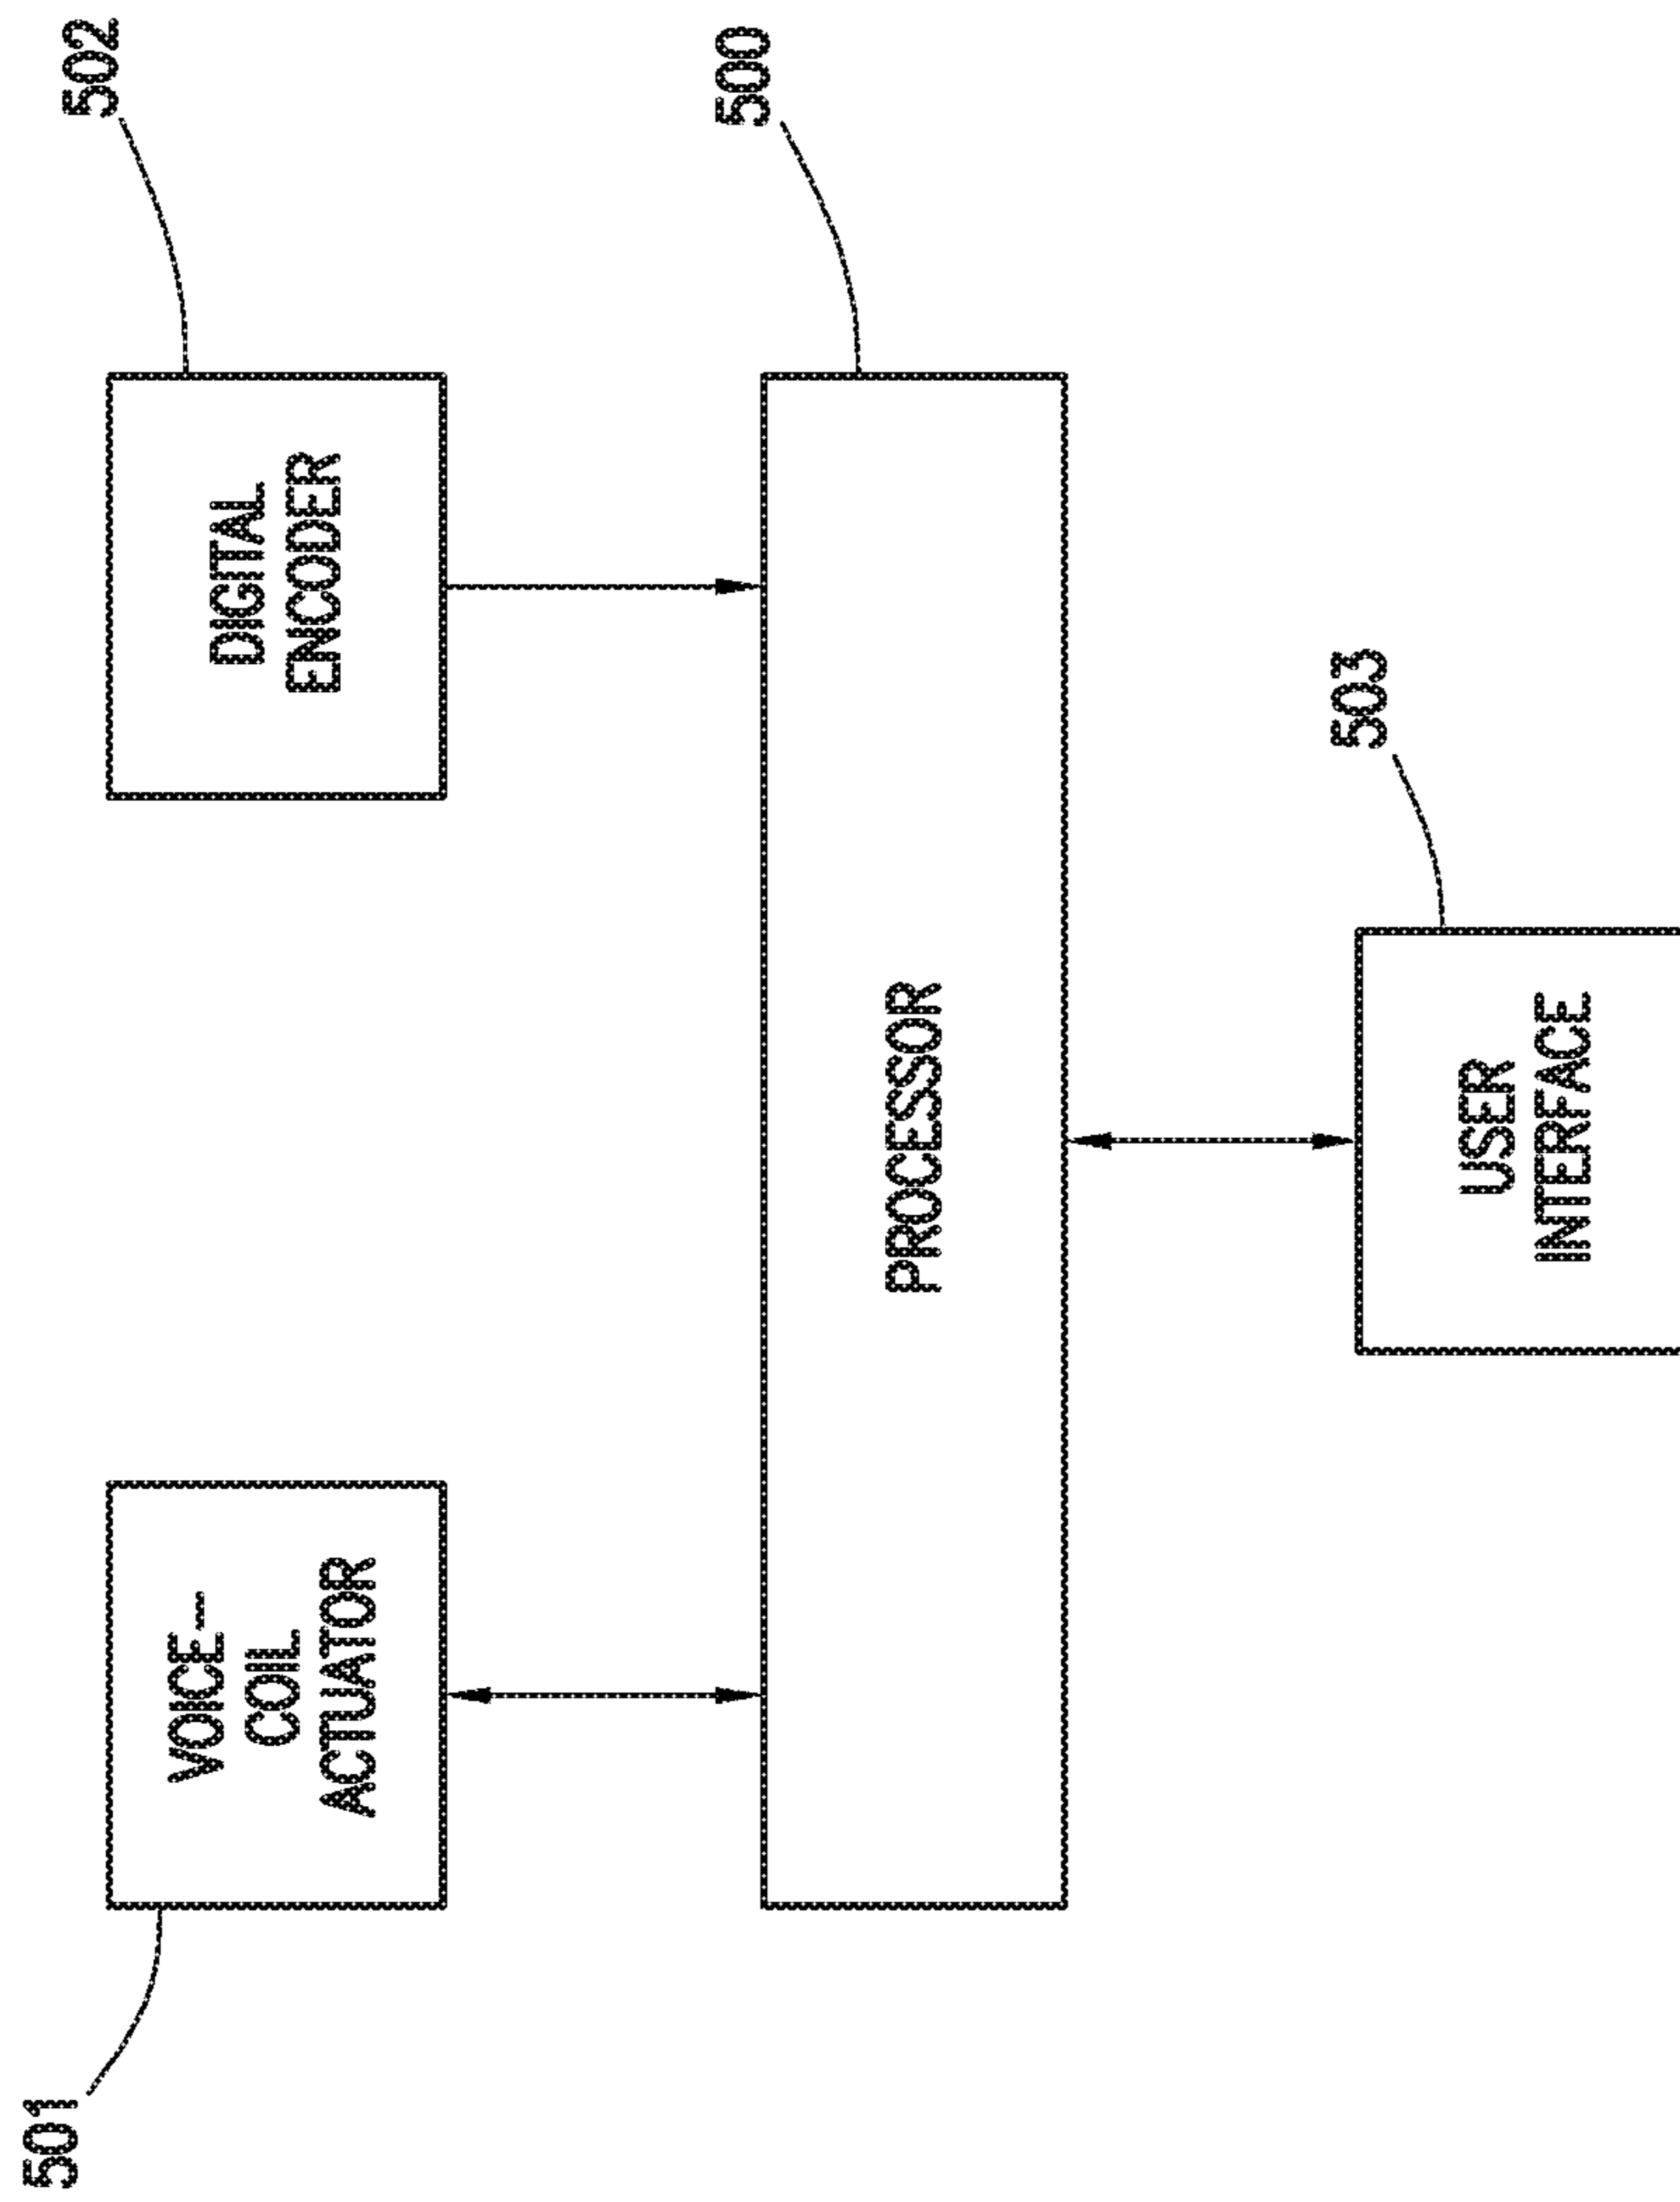 501
VOICE-
COIL
ACTUATOR
502
DIGITAL
ENCODER
500
PROCESSOR
503
USER
INTERFACE